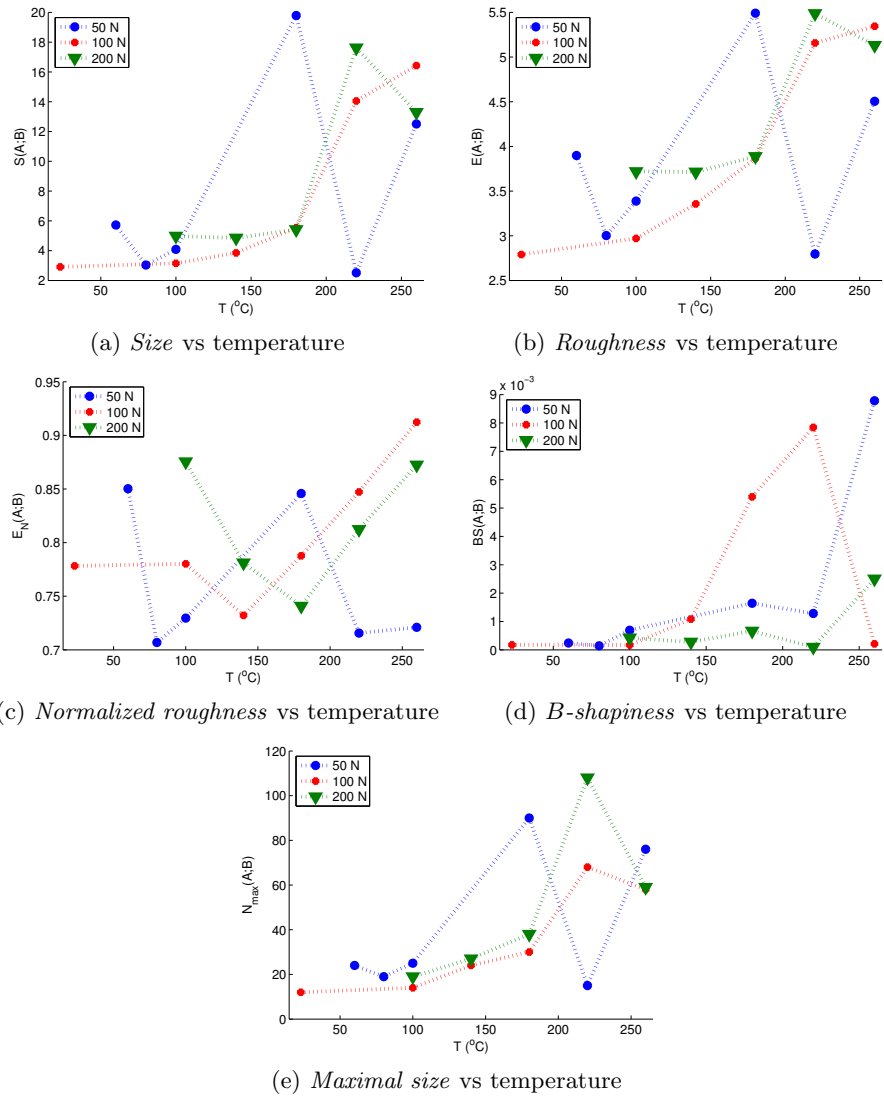 20
18
16
14
12
10
8
6
4
2
S(A;B)
50 N
100 N
200 N
50
100
150
200
250
T (°C)
(a) Size vs temperature
5.5
5
4.5
4
3.5
3
2.5
E(A;B)
50 N
100 N
200 N
50
100
150
200
250
T (°C)
(b) Roughness vs temperature
0.95
0.9
0.85
0.8
0.75
0.7
E_N(A;B)
50 N
100 N
200 N
50
100
150
200
250
T (°C)
(c) Normalized roughness vs temperature
x 10⁻³
9
8
7
6
5
4
3
2
1
0
BS(A;B)
50 N
100 N
200 N
50
100
150
200
250
T (°C)
(d) B-shapiness vs temperature
120
100
80
60
40
20
0
N_max(A;B)
50 N
100 N
200 N
50
100
150
200
250
T (°C)
(e) Maximal size vs temperature